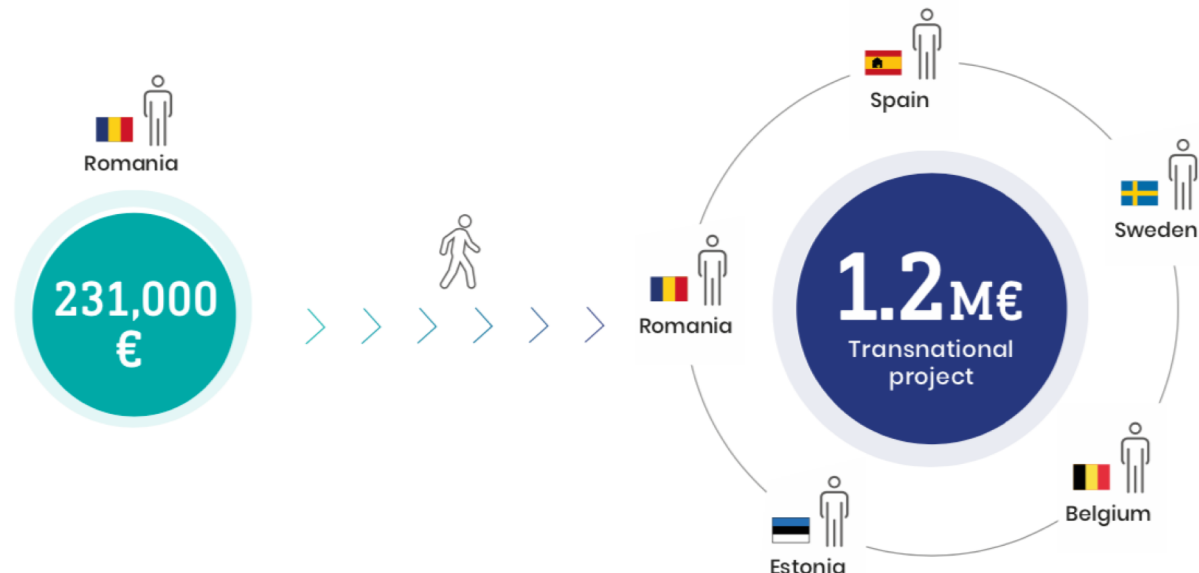 Romania
231,000
€
Spain
Sweden
Romania
1.2M€
Transnational
project
Belgium
Estonia